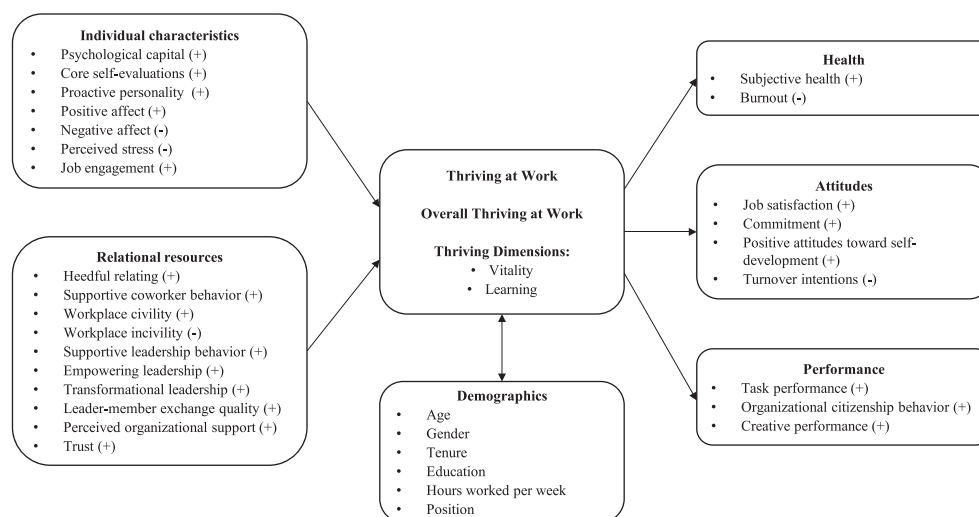 Individual characteristics
• Psychological capital (+)
• Core self-evaluations (+)
• Proactive personality (+)
• Positive affect (+)
• Negative affect (-)
• Perceived stress (-)
• Job engagement (+)
Relational resources
• Heedful relating (+)
• Supportive coworker behavior (+)
• Workplace civility (+)
• Workplace incivility (-)
• Supportive leadership behavior (+)
• Empowering leadership (+)
• Transformational leadership (+)
• Leader-member exchange quality (+)
• Perceived organizational support (+)
• Trust (+)
Thriving at Work
Overall Thriving at Work
Thriving Dimensions:
• Vitality
• Learning
Demographics
• Age
• Gender
• Tenure
• Education
• Hours worked per week
• Position
Health
• Subjective health (+)
• Burnout (-)
Attitudes
• Job satisfaction (+)
• Commitment (+)
• Positive attitudes toward self-
development (+)
• Turnover intentions (-)
Performance
• Task performance (+)
• Organizational citizenship behavior (+)
• Creative performance (+)